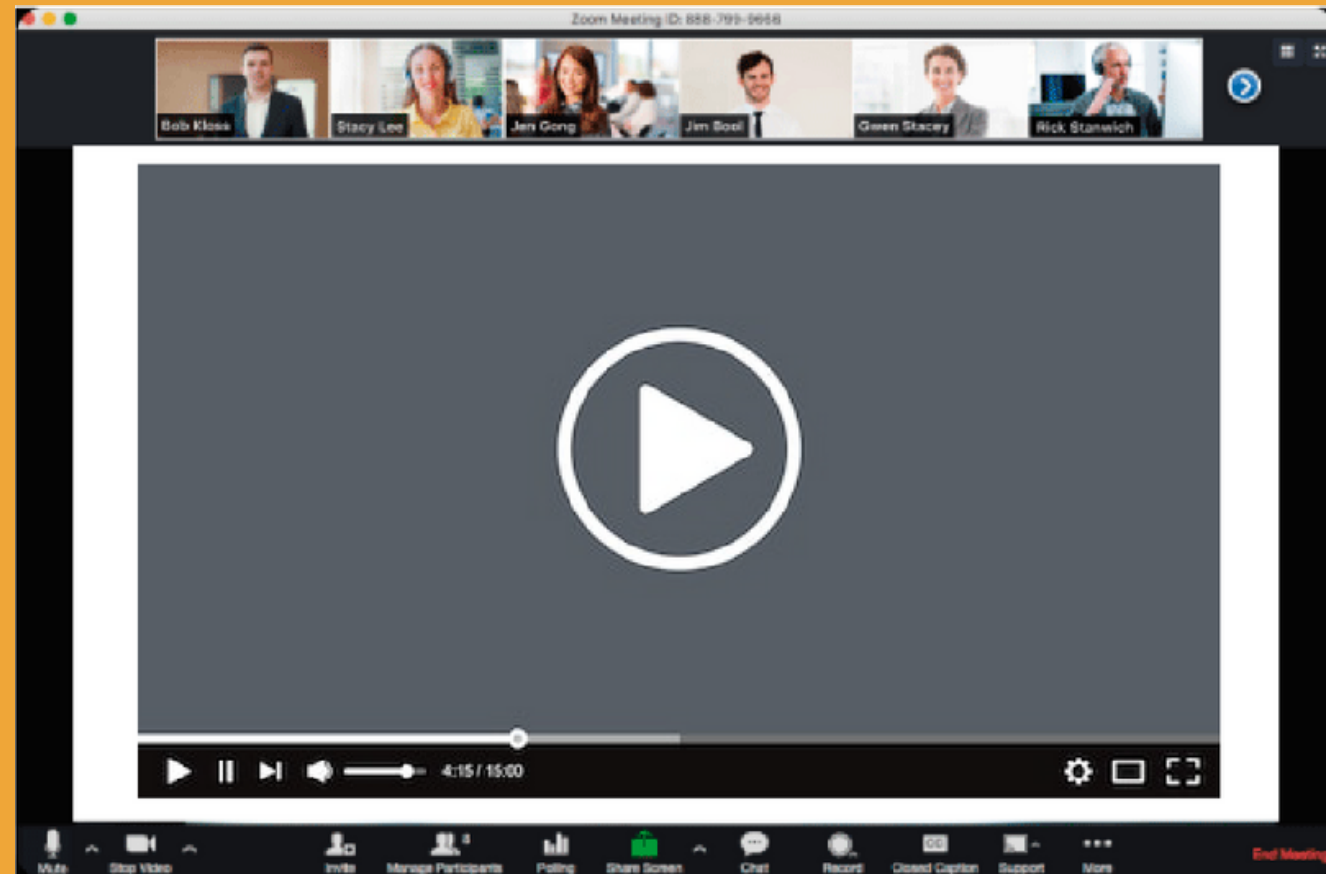 Zoom Meeting ID: 888-799-9666
Bob Kloss
Stacy Lee
Jen Gong
Jim Bool
Gwen Stacey
Rick Stanwich
4:15 / 15:00
Mute
Stop Video
Invite
Manage Participants
Polling
Share Screen
Chat
Record
CC
Closed Caption
Support
More
End Meeting